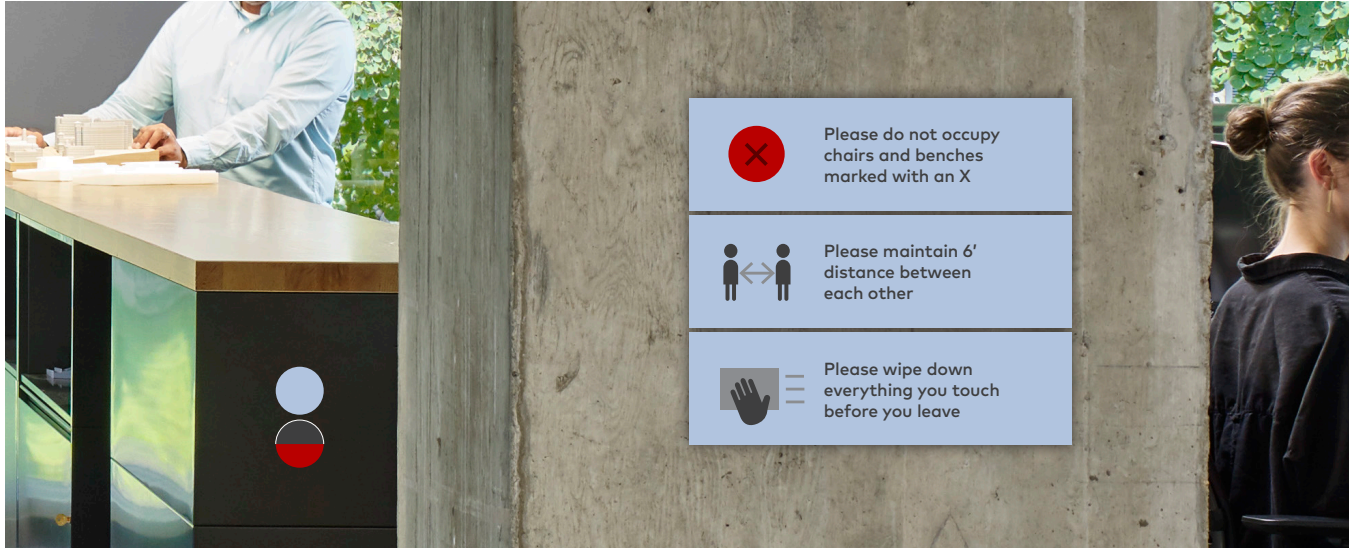 Please do not occupy
chairs and benches
marked with an X
Please maintain 6′
distance between
each other
Please wipe down
everything you touch
before you leave